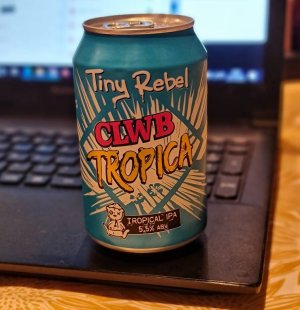 Tiny Rebel
CLWB
TROPICA
TROPICAL IPA
5,5% ABV